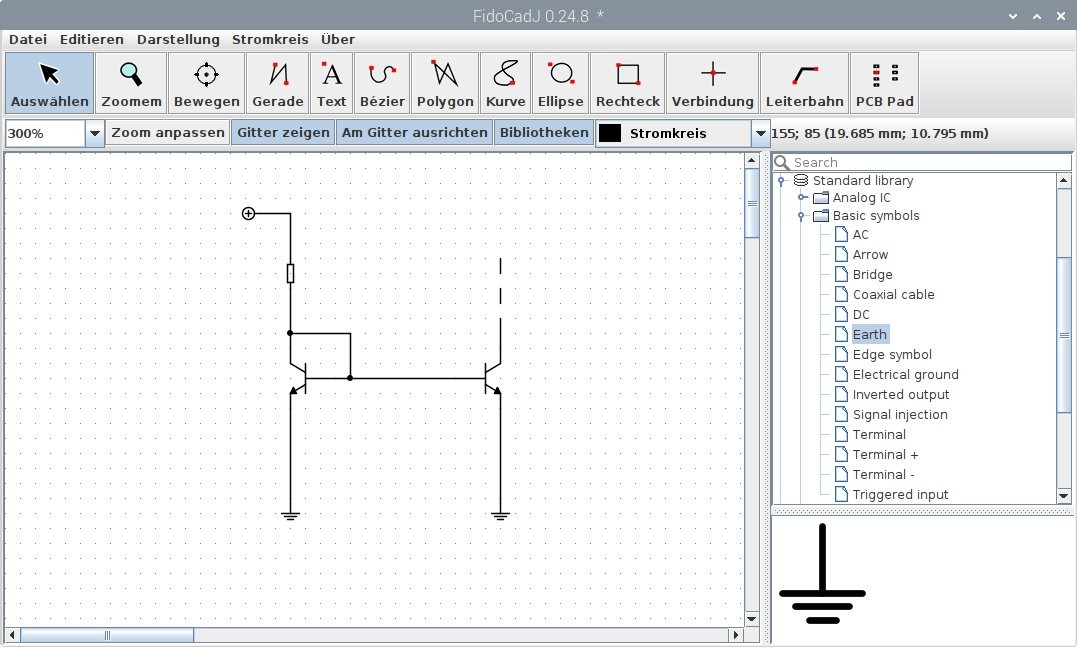 FidoCadJ 0.24.8 *
Datei Editieren Darstellung Stromkreis Über
Auswählen Zoomem Bewegen Gerade Text Bézier Polygon Kurve Ellipse Rechteck Verbindung Leiterbahn PCB Pad
300% Zoom anpassen Gitter zeigen Am Gitter ausrichten Bibliotheken Stromkreis 155; 85 (19.685 mm; 10.795 mm)
Search
Standard library
Analog IC
Basic symbols
AC
Arrow
Bridge
Coaxial cable
DC
Earth
Edge symbol
Electrical ground
Inverted output
Signal injection
Terminal
Terminal +
Terminal -
Triggered input